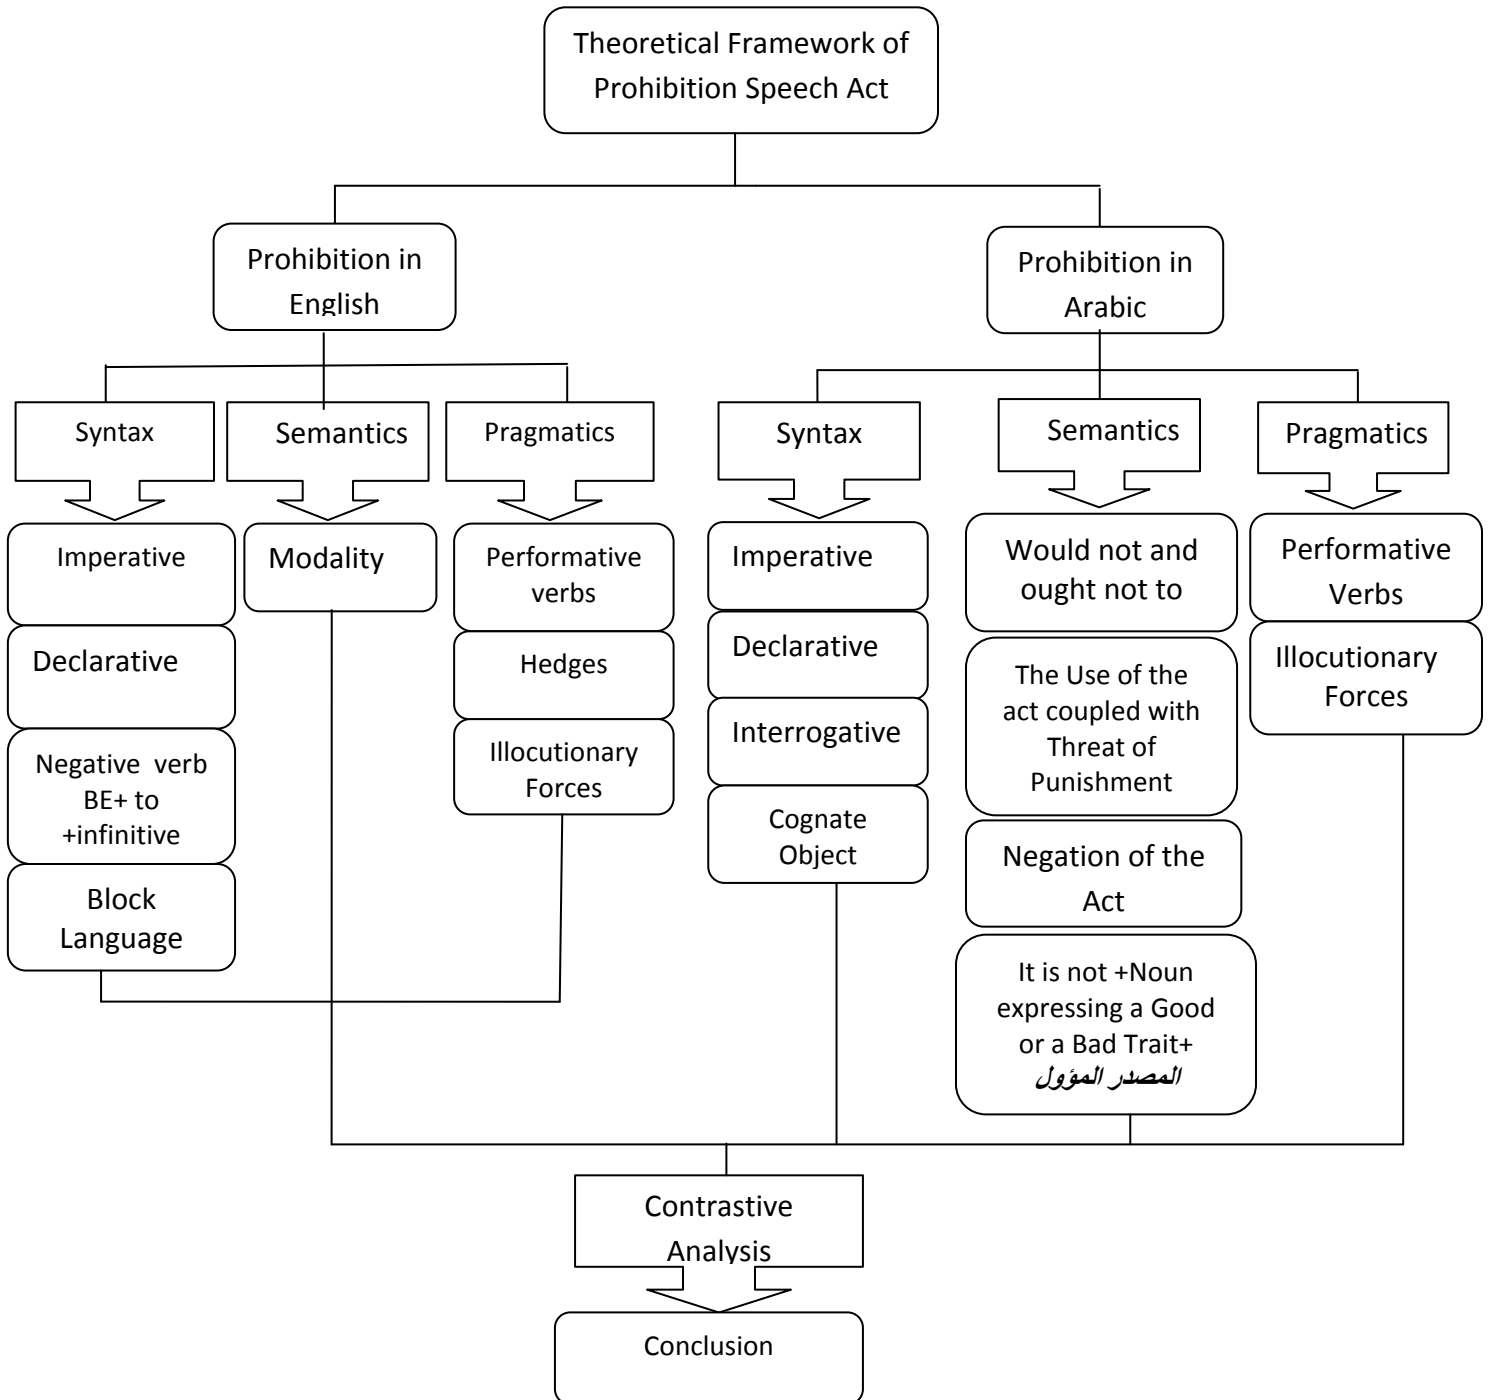 Theoretical Framework of
Prohibition Speech Act
Prohibition in
English
Prohibition in
Arabic
Syntax
Semantics
Pragmatics
Syntax
Semantics
Pragmatics
Imperative
Declarative
Negative verb
BE+ to
+infinitive
Block
Language
Modality
Performative
verbs
Hedges
Illocutionary
Forces
Imperative
Declarative
Interrogative
Cognate
Object
Would not and
ought not to
The Use of the
act coupled with
Threat of
Punishment
Negation of the
Act
It is not +Noun
expressing a Good
or a Bad Trait+
المصدر المؤول
Performative
Verbs
Illocutionary
Forces
Contrastive
Analysis
Conclusion